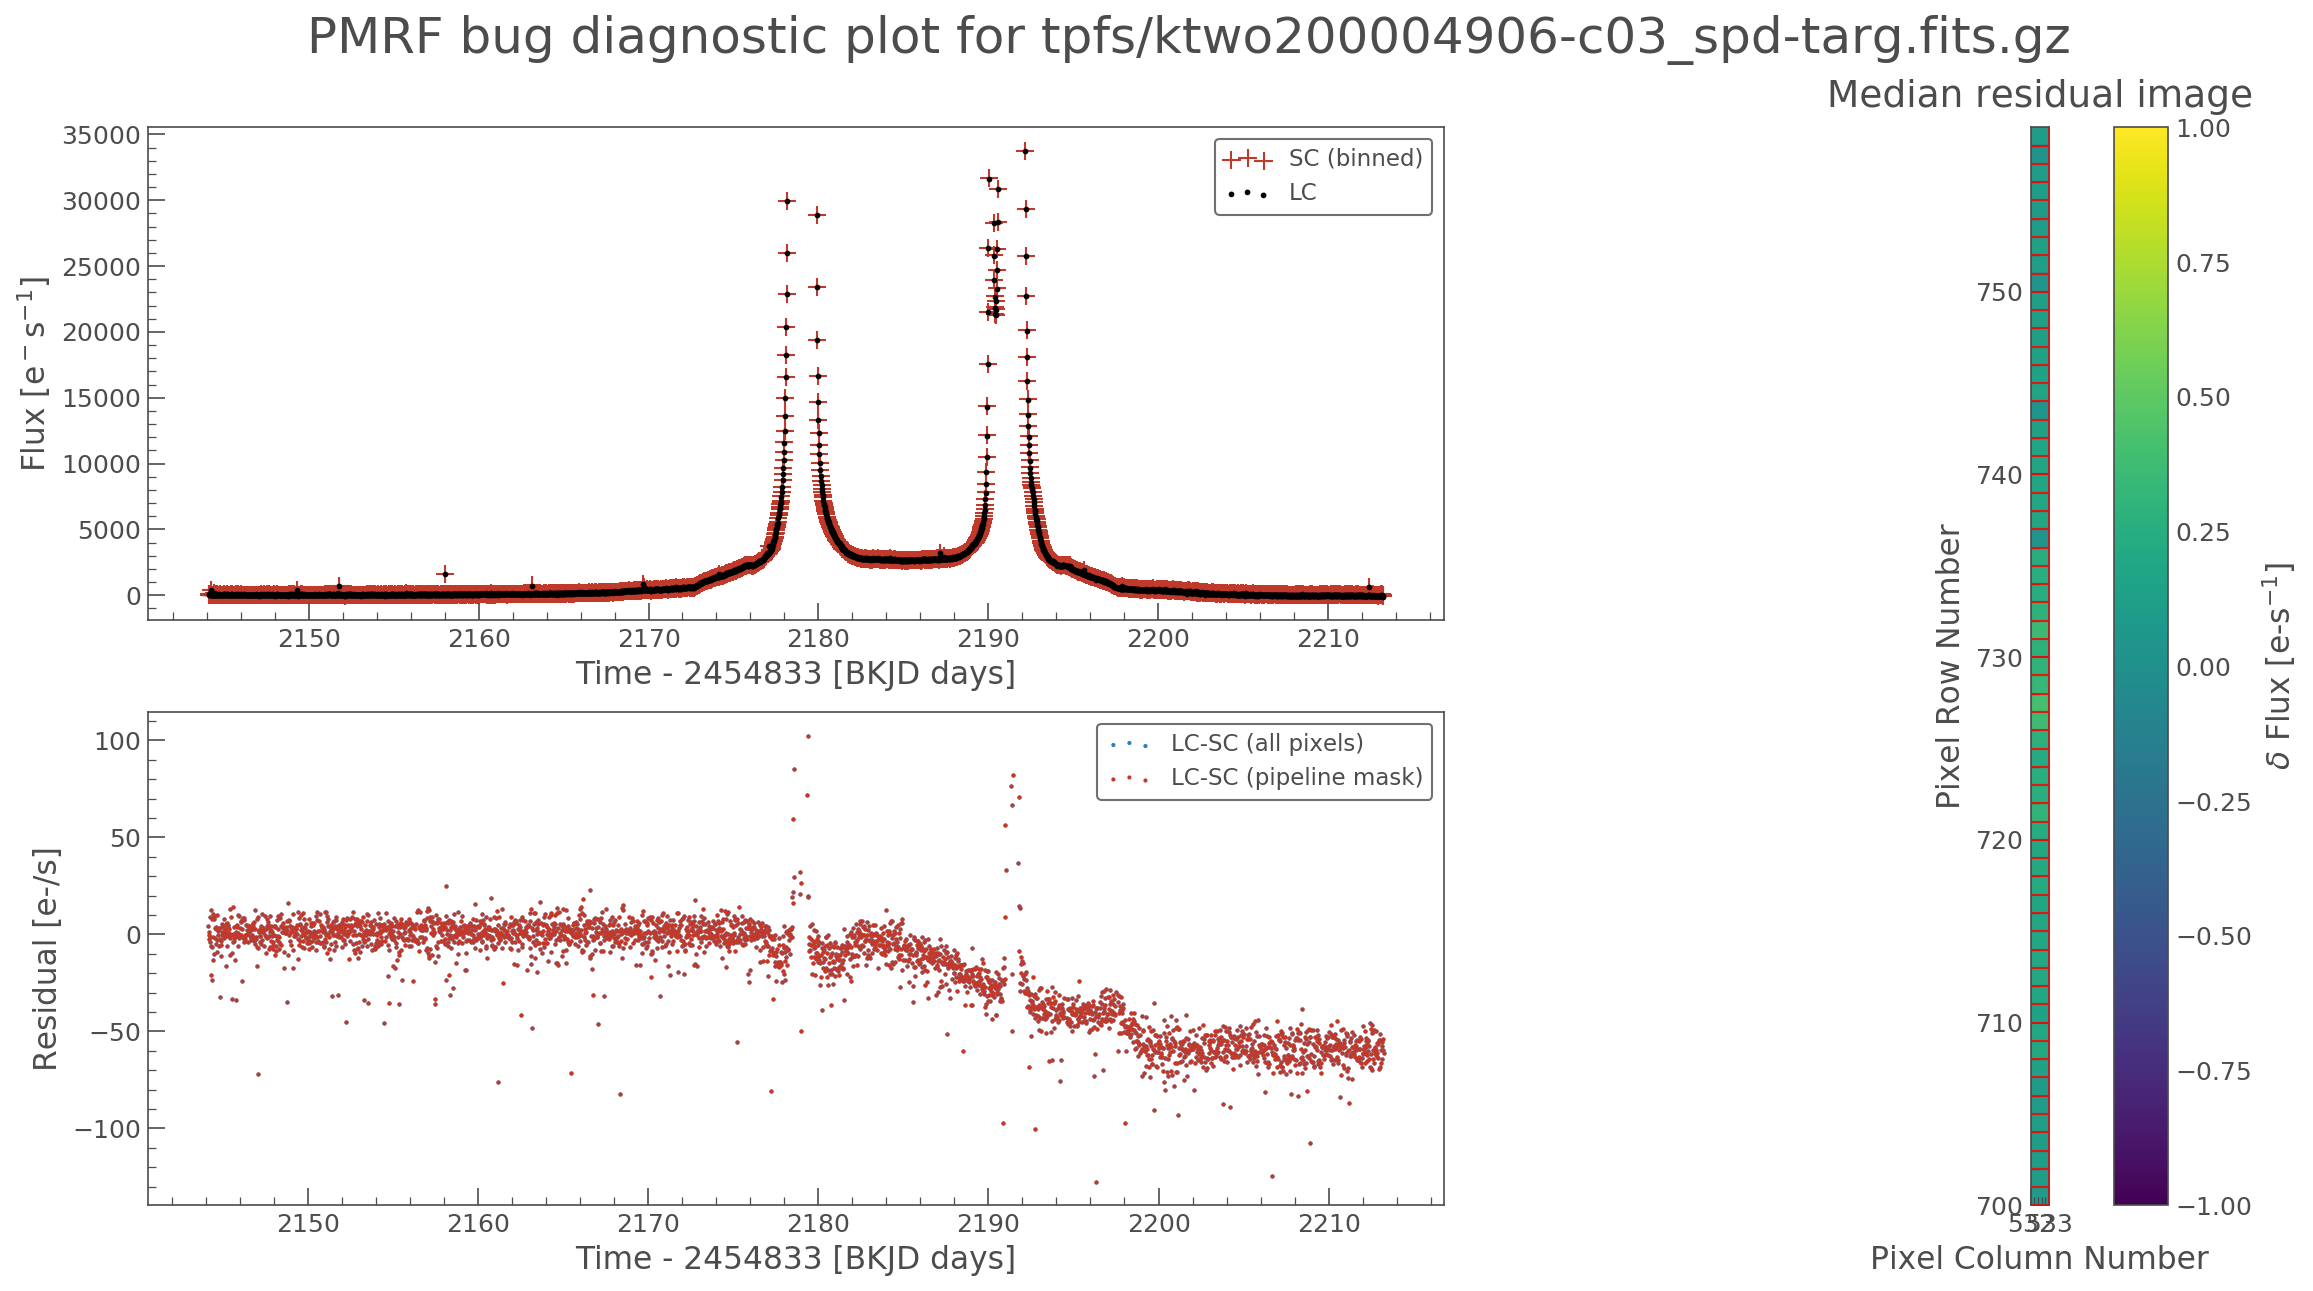 PMRF bug diagnostic plot for tpfs/ktwo200004906-c03_spd-targ.fits.gz
35000
30000
25000
20000
15000
10000
5000
0
Flux [e⁻ s⁻¹]
SC (binned)
LC
2150 2160 2170 2180 2190 2200 2210
Time - 2454833 [BKJD days]
100
50
0
−50
−100
Residual [e-/s]
LC-SC (all pixels)
LC-SC (pipeline mask)
2150 2160 2170 2180 2190 2200 2210
Time - 2454833 [BKJD days]
Median residual image
750
740
730
720
710
700
Pixel Row Number
532 533
Pixel Column Number
1.00
0.75
0.50
0.25
0.00
−0.25
−0.50
−0.75
−1.00
δ Flux [e-s⁻¹]